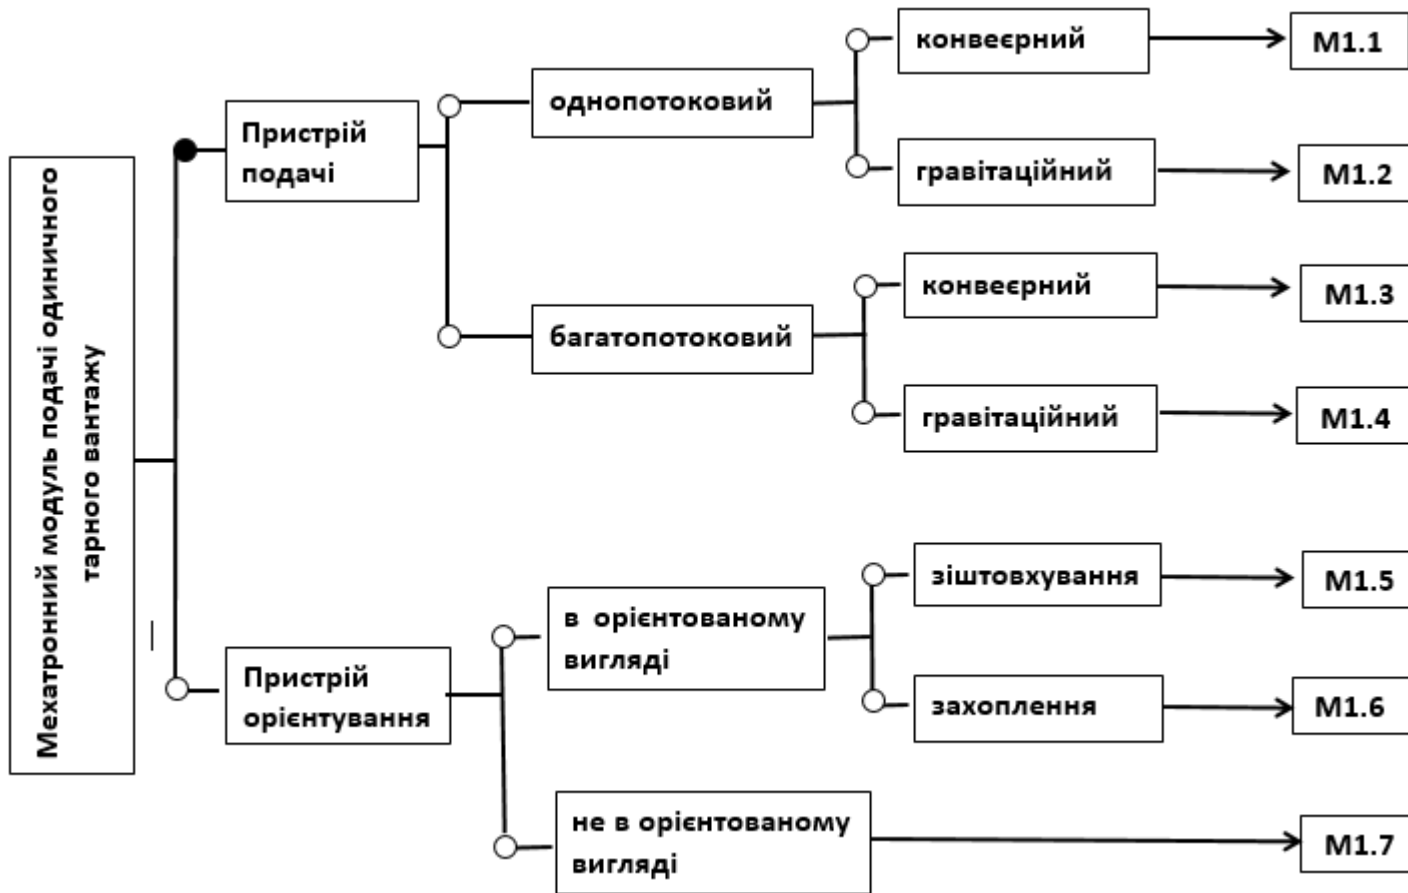 Мехатронний модуль подачі одиничного
тарного вантажу
Пристрій
подачі
однопотоковий
конвеєрний
М1.1
гравітаційний
М1.2
багатопотоковий
конвеєрний
М1.3
гравітаційний
М1.4
Пристрій
орієнтування
в орієнтованому
вигляді
зіштовхування
М1.5
захоплення
М1.6
не в орієнтованому
вигляді
М1.7